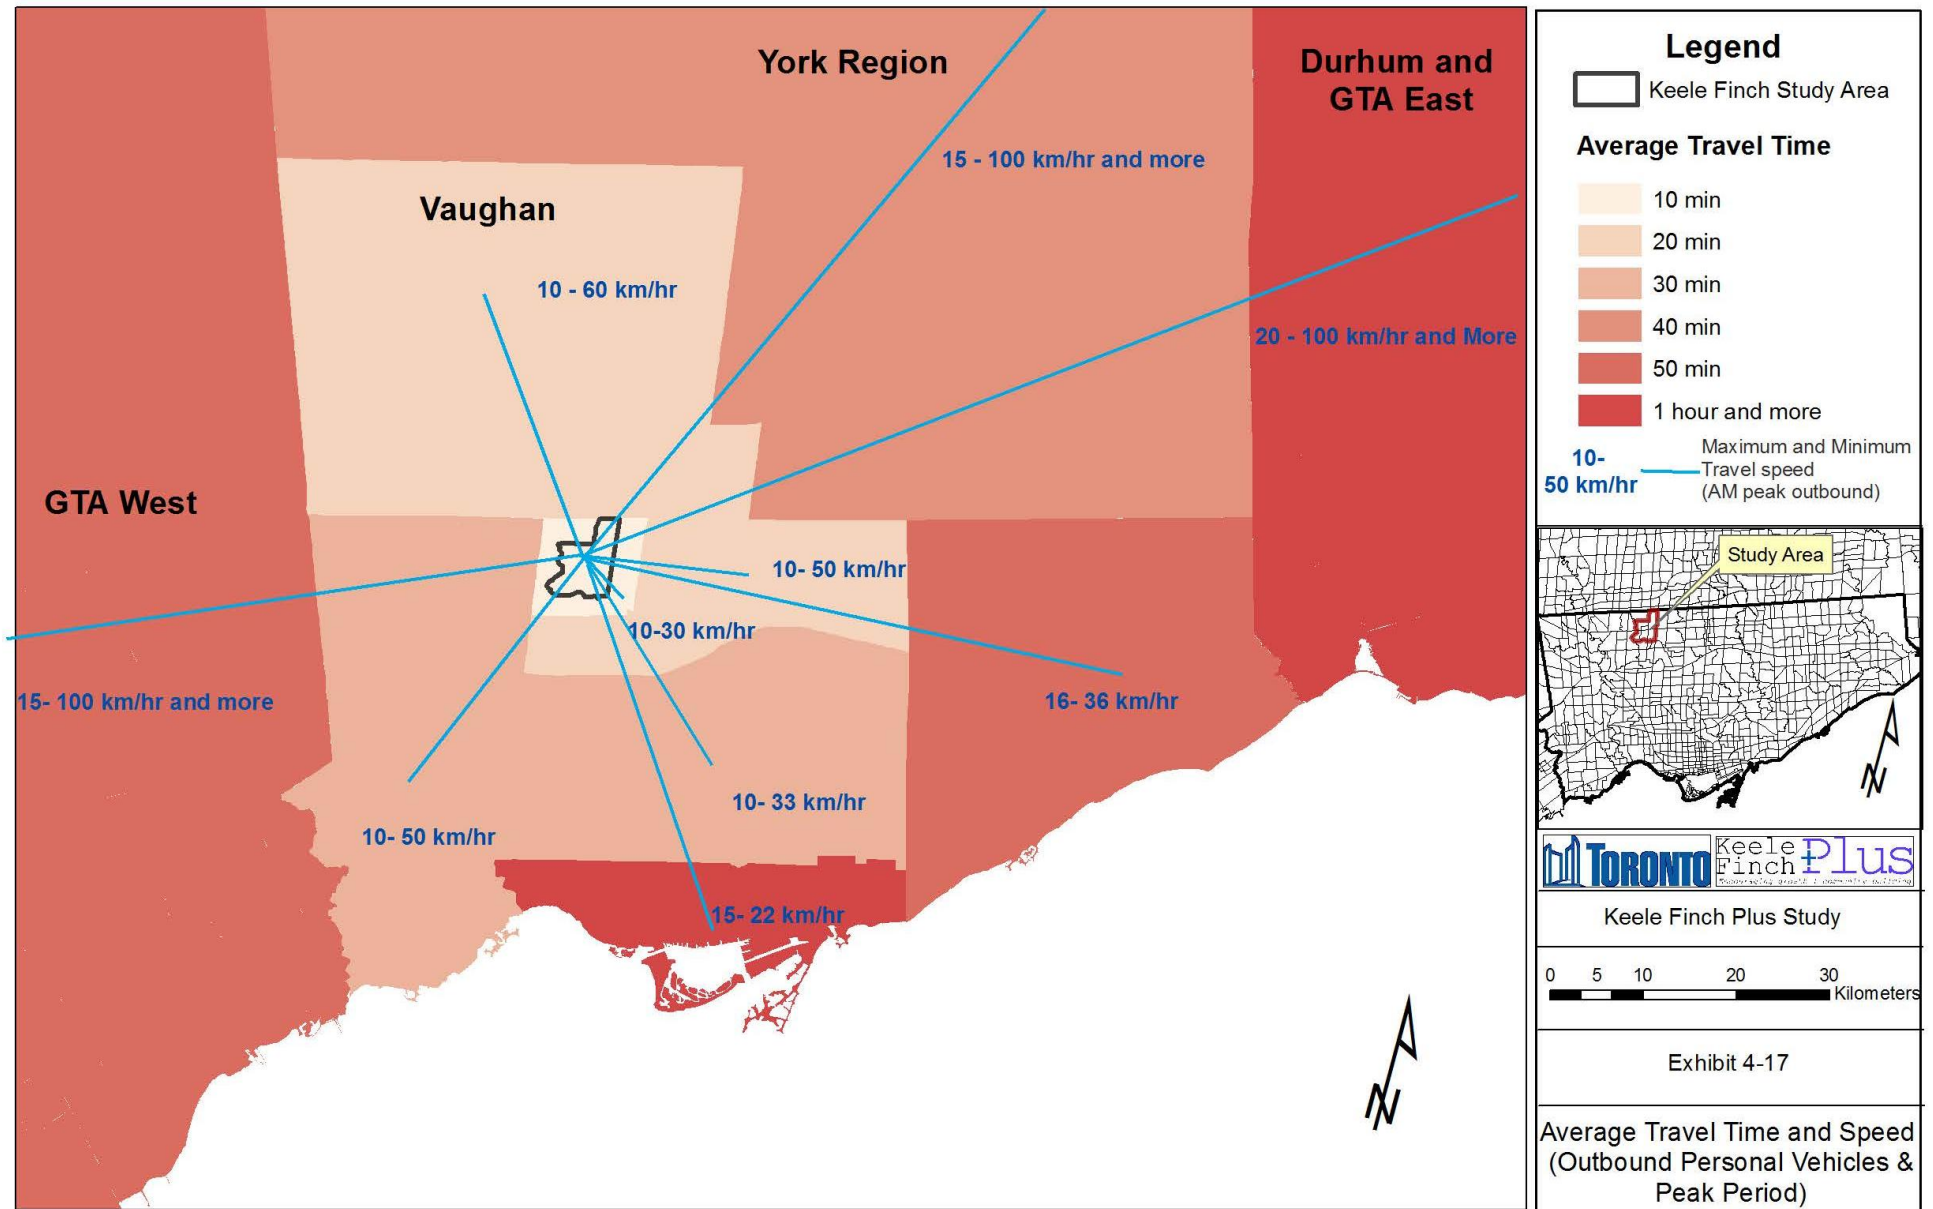 York Region
Durhum and
GTA East
15 - 100 km/hr and more
Vaughan
10 - 60 km/hr
20 - 100 km/hr and More
GTA West
10- 50 km/hr
10-30 km/hr
15- 100 km/hr and more
16- 36 km/hr
10- 33 km/hr
10- 50 km/hr
15- 22 km/hr
N
Legend
Keele Finch Study Area
Average Travel Time
10 min
20 min
30 min
40 min
50 min
1 hour and more
10-
50 km/hr
Maximum and Minimum
Travel speed
(AM peak outbound)
Study Area
N
TORONTO
Keele
Finch
+Plus
Keele Finch Plus Study
0 5 10 20 30
Kilometers
Exhibit 4-17
Average Travel Time and Speed
(Outbound Personal Vehicles &
Peak Period)